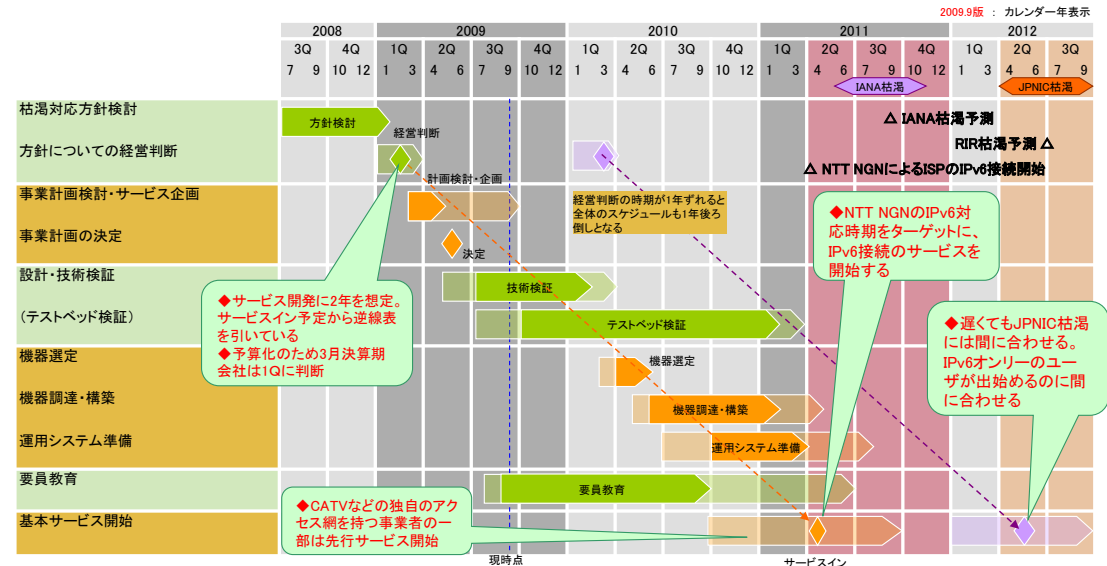 2009.9版 ： カレンダー年表示
2008 2009 2010 2011 2012
3Q 4Q 1Q 2Q 3Q 4Q 1Q 2Q 3Q 4Q 1Q 2Q 3Q 4Q 1Q 2Q 3Q
7 9 10 12 1 3 4 6 7 9 10 12 1 3 4 6 7 9 10 12 1 3 4 6 7 9 10 12 1 3 4 6 7 9
IANA枯渇
JPNIC枯渇
枯渇対応方針検討
方針検討
△ IANA枯渇予測
経営判断
RIR枯渇予測 △
方針についての経営判断
△ NTT NGNによるISPのIPv6接続開始
計画検討・企画
事業計画検討・サービス企画
経営判断の時期が1年ずれると
全体のスケジュールも1年後ろ
倒しとなる
事業計画の決定
決定
◆NTT NGNのIPv6対
応時期をターゲットに、
IPv6接続のサービスを
開始する
設計・技術検証
技術検証
◆サービス開発に2年を想定。
サービスイン予定から逆線表
を引いている
◆予算化のため3月決算期
会社は1Qに判断
（テストベッド検証）
テストベッド検証
◆遅くてもJPNIC枯渇
には間に合わせる。
IPv6オンリーのユー
ザが出始めるのに間
に合わせる
機器選定
機器選定
機器調達・構築
機器調達・構築
運用システム準備
運用システム準備
要員教育
要員教育
◆CATVなどの独自のアク
セス網を持つ事業者の一
部は先行サービス開始
基本サービス開始
現時点
サービスイン